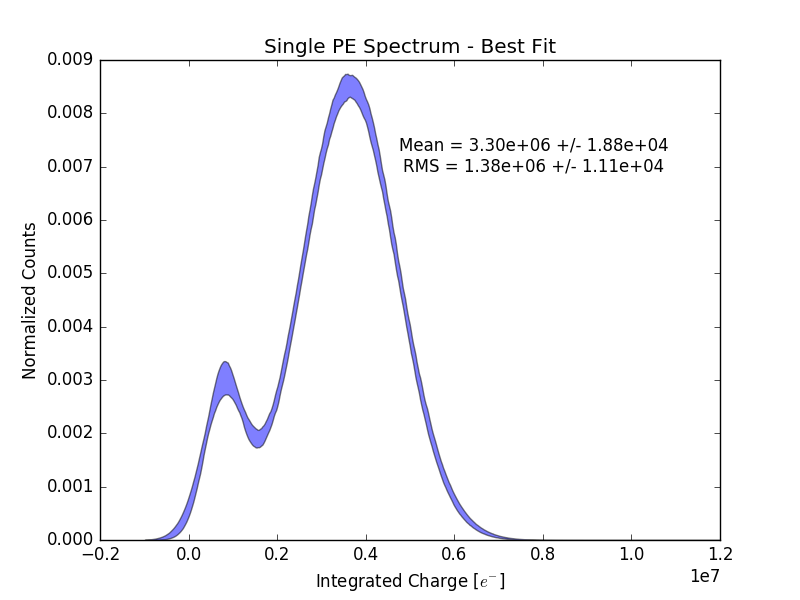 Single PE Spectrum - Best Fit
0.009
0.008
0.007
0.006
0.005
0.004
0.003
0.002
0.001
0.000
Normalized Counts
Mean = 3.30e+06 +/- 1.88e+04
RMS = 1.38e+06 +/- 1.11e+04
−0.2 0.0 0.2 0.4 0.6 0.8 1.0 1.2
1e7
Integrated Charge [e⁻]